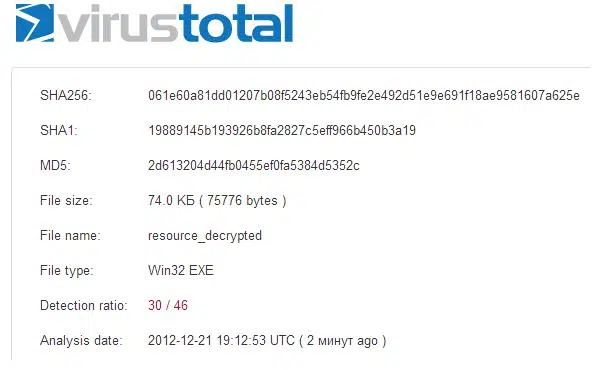 virustotal
SHA256: 061e60a81dd01207b08f5243eb54fb9fe2e492d51e9e691f18ae9581607a625e
SHA1: 19889145b193926b8fa2827c5eff966b450b3a19
MD5: 2d613204d44fb0455ef0fa5384d5352c
File size: 74.0 КБ ( 75776 bytes )
File name: resource_decrypted
File type: Win32 EXE
Detection ratio: 30 / 46
Analysis date: 2012-12-21 19:12:53 UTC ( 2 минут ago )